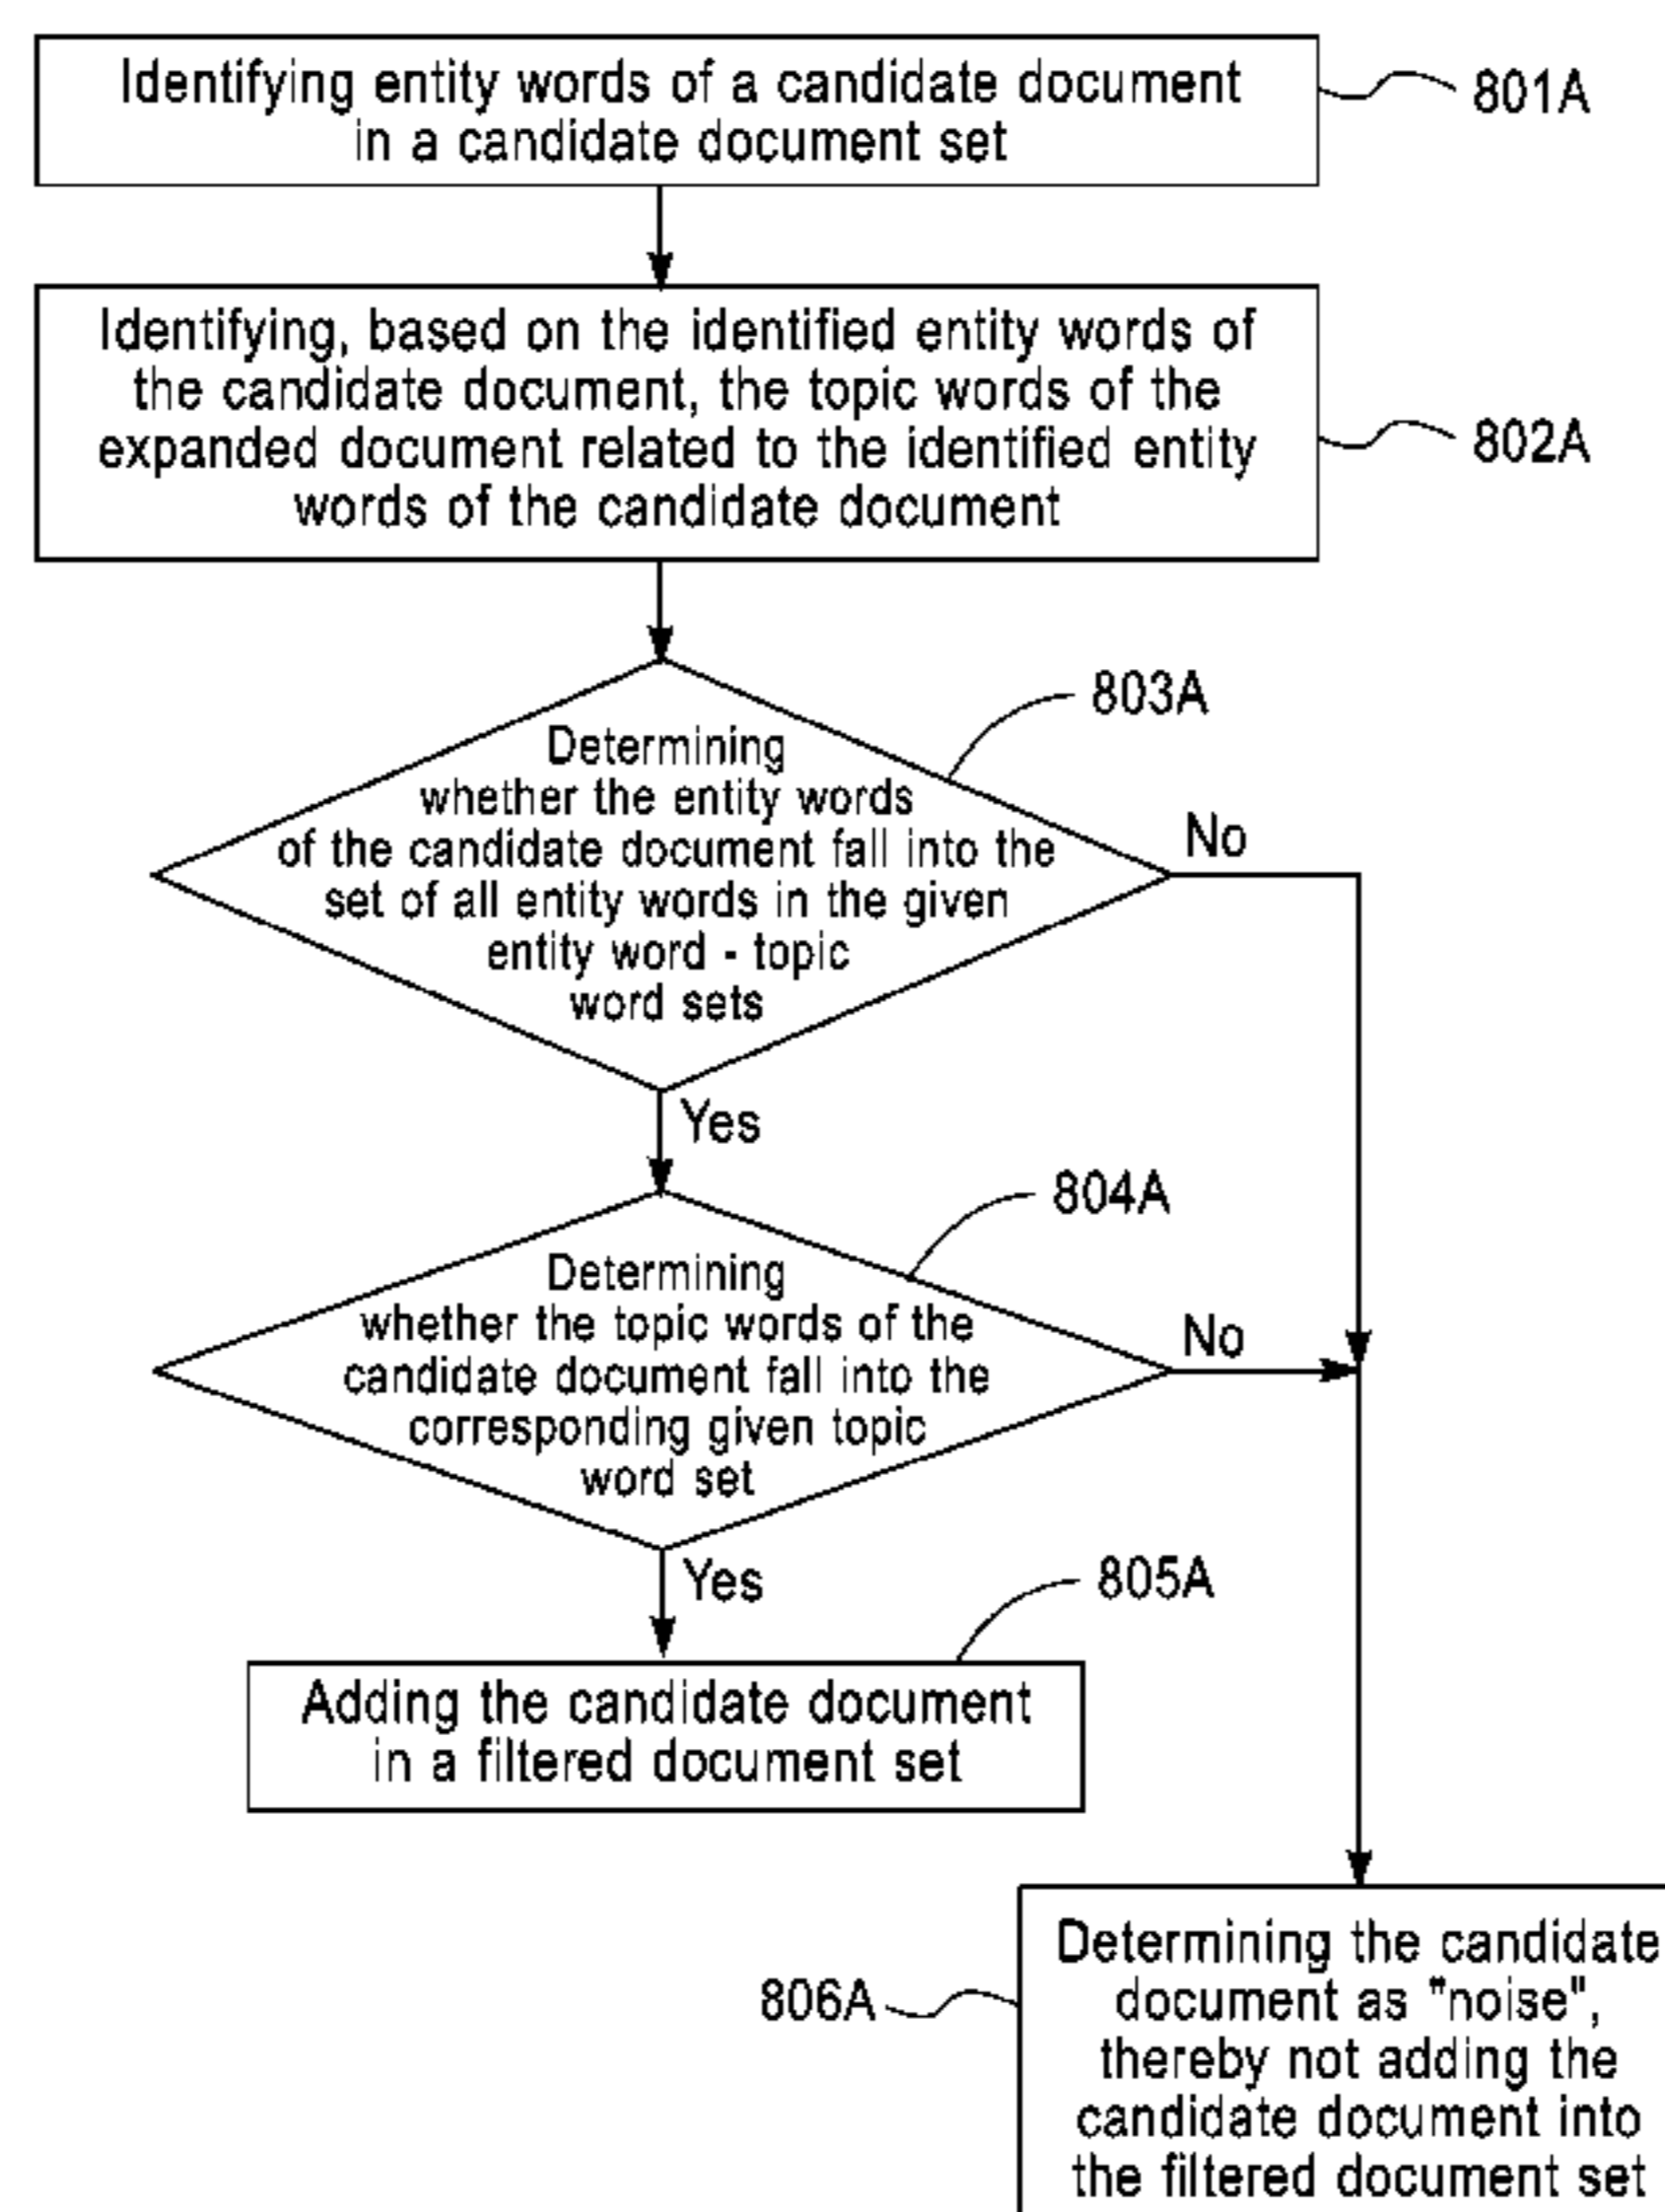 Identifying entity words of a candidate document
in a candidate document set
801A
Identifying, based on the identified entity words of
the candidate document, the topic words of the
expanded document related to the identified entity
words of the candidate document
802A
803A
Determining
whether the entity words
of the candidate document fall into the
set of all entity words in the given
entity word - topic
word sets
No
Yes
804A
Determining
whether the topic words of the
candidate document fall into the
corresponding given topic
word set
No
Yes
805A
Adding the candidate document
in a filtered document set
806A
Determining the candidate
document as "noise",
thereby not adding the
candidate document into
the filtered document set